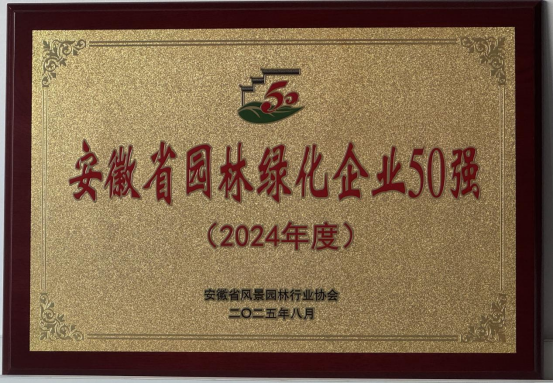 50
安徽省园林绿化企业50强
（2024年度）
安徽省风景园林行业协会
二〇二五年八月